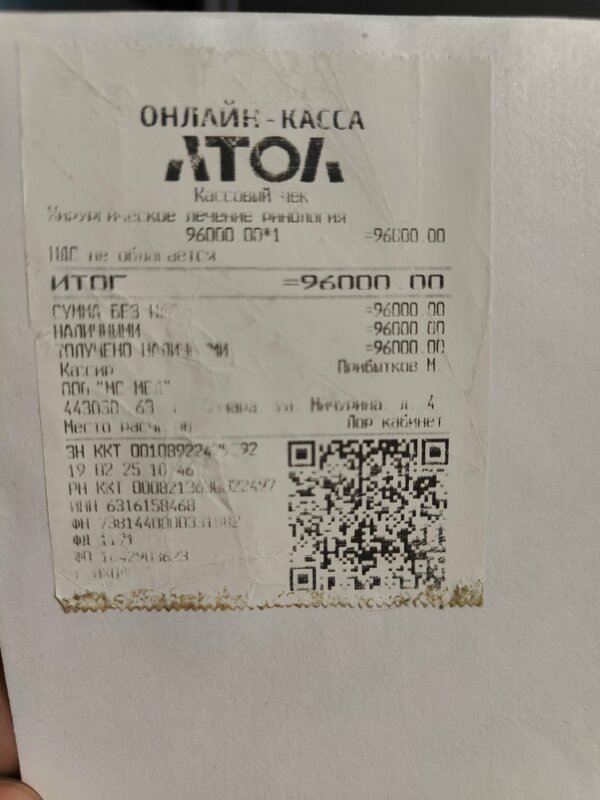 ОНЛАЙН-КАССА
АТОЛ
Кассовый чек
Хирургическое лечение ринология
96000.00*1 =96000.00
НДС не облагается
ИТОГ =96000.00
СУММА БЕЗ НДС =96000.00
НАЛИЧНЫМИ =96000.00
ПОЛУЧЕНО НАЛИЧНЫМИ =96000.00
Кассир Прибытков М.
ООО "МС-МЕД"
443030, 63 Самара ул. Мичурина д. 4
Место расчетов Лор кабинет
ЗН ККТ
19.02.25 10:46
РН ККТ
ИНН 6316158468
ФН
ФД
ФП